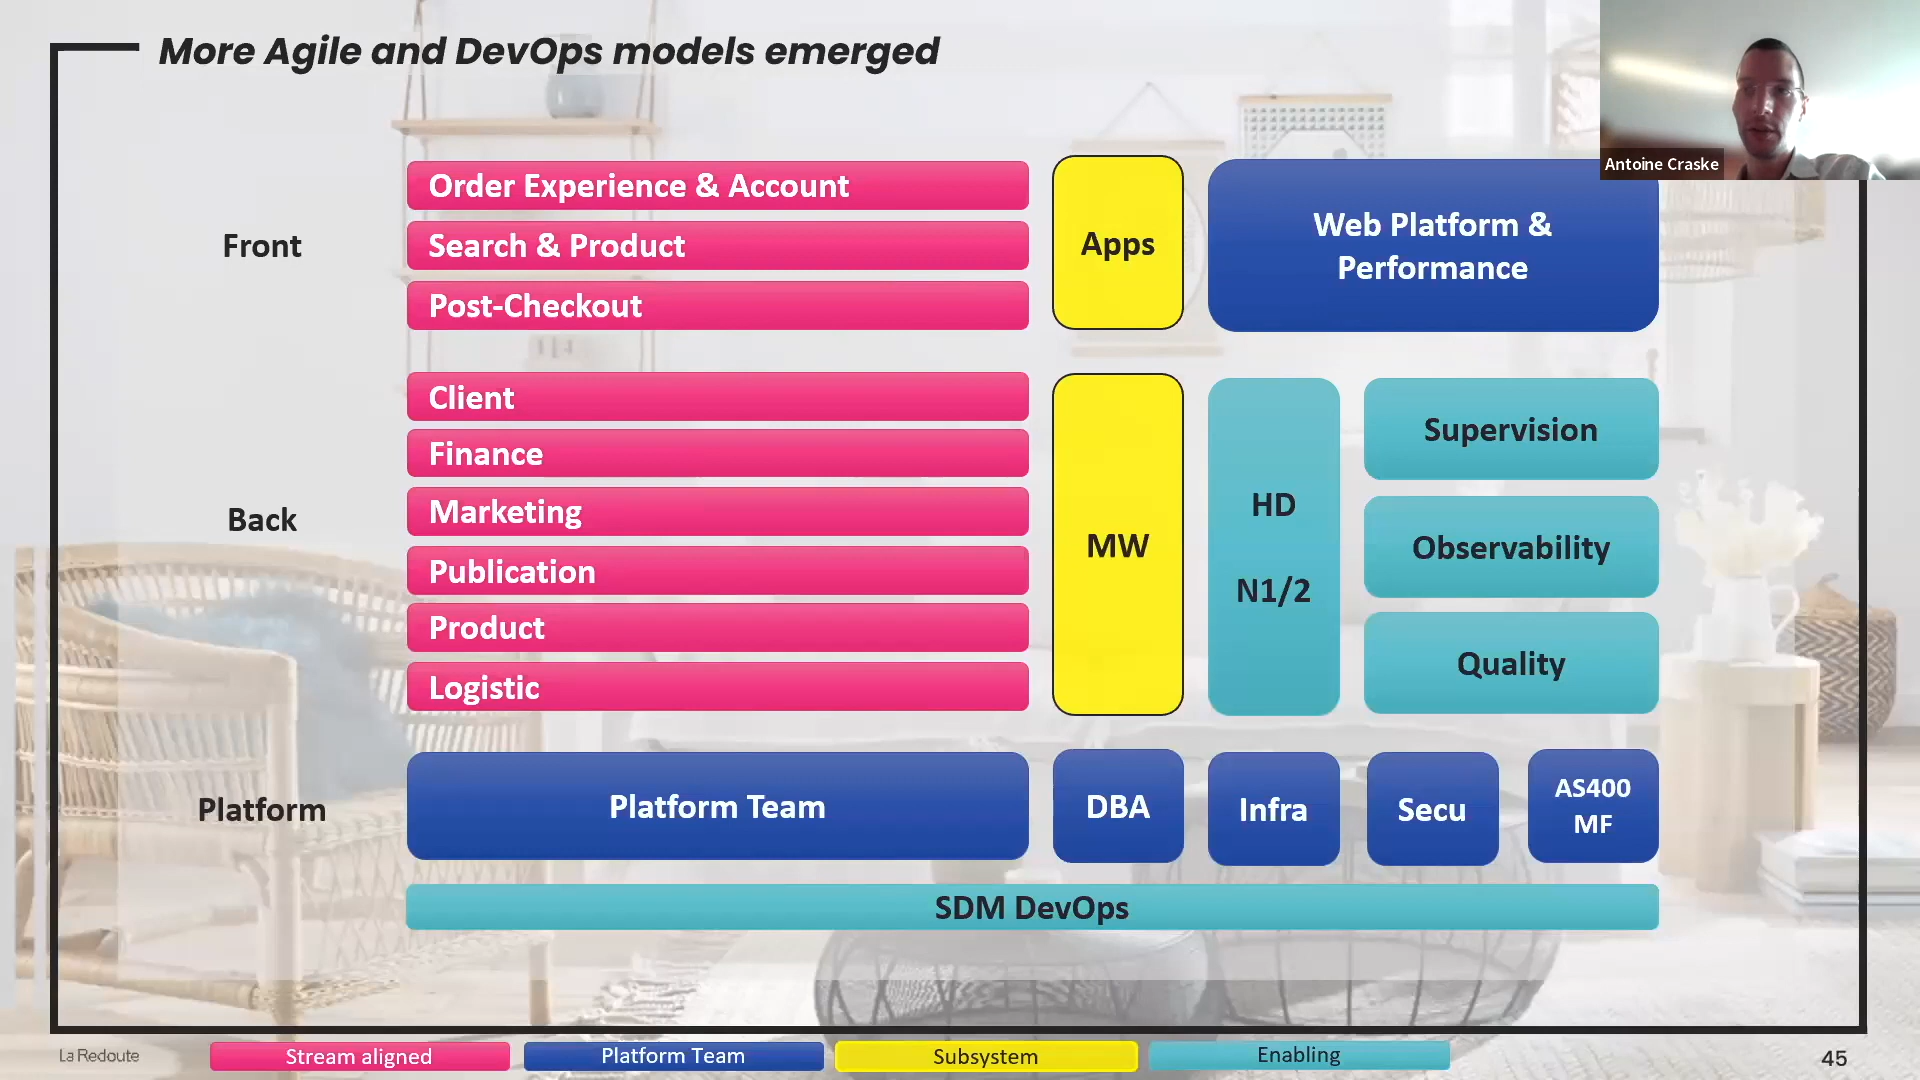 More Agile and DevOps models emerged
Antoine Craske
Front
Order Experience & Account
Search & Product
Post-Checkout
Apps
Web Platform &
Performance
Back
Client
Finance
Marketing
Publication
Product
Logistic
MW
HD
N1/2
Supervision
Observability
Quality
Platform
Platform Team
DBA
Infra
Secu
AS400
MF
SDM DevOps
La Redoute
Stream aligned
Platform Team
Subsystem
Enabling
45